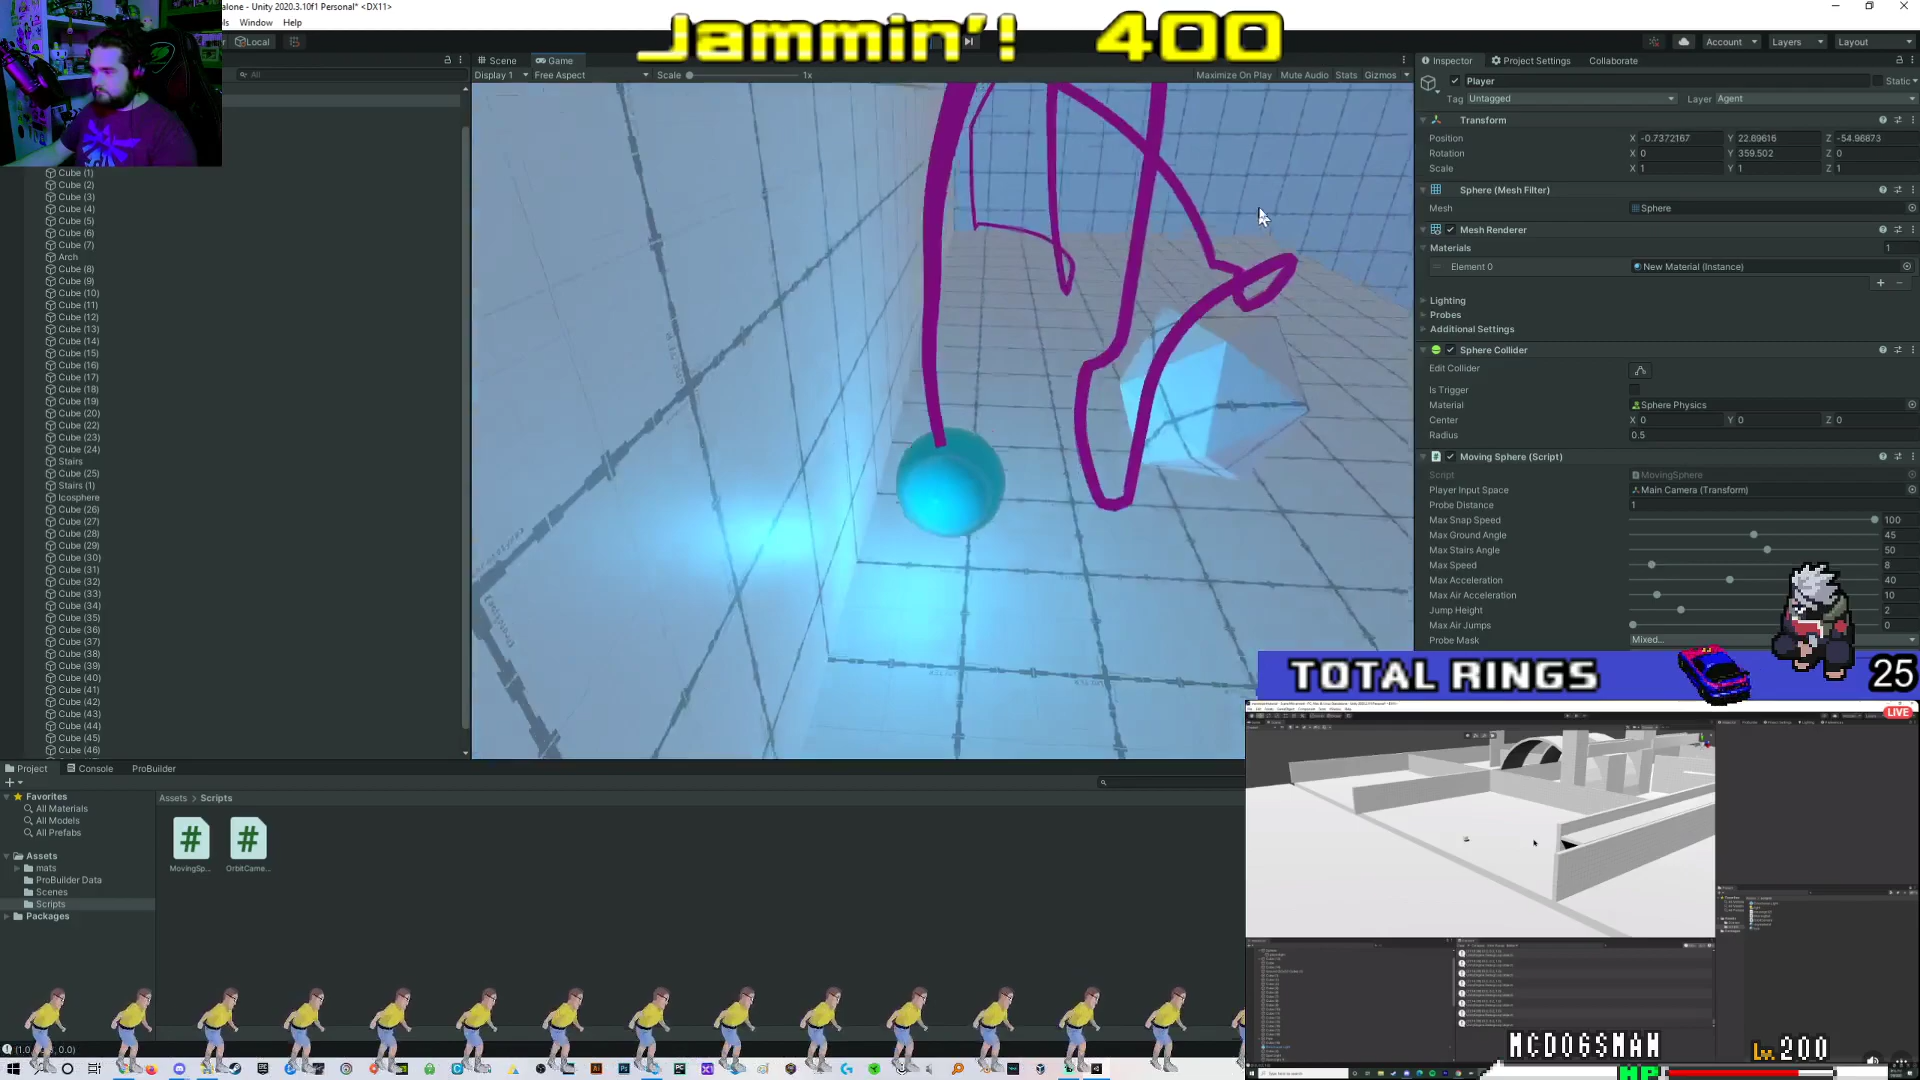 alone - Unity 2020.3.10f1 Personal* <DX11>
Window Help
Local
Jammin'! 400
Account Layers Layout
All
Scene Game
Display 1 Free Aspect Scale 1x Maximize On Play Mute Audio Stats Gizmos
Cube (1)
Cube (2)
Cube (3)
Cube (4)
Cube (5)
Cube (6)
Cube (7)
Arch
Cube (8)
Cube (9)
Cube (10)
Cube (11)
Cube (12)
Cube (13)
Cube (14)
Cube (15)
Cube (16)
Cube (17)
Cube (18)
Cube (19)
Cube (20)
Cube (22)
Cube (23)
Cube (24)
Stairs
Cube (25)
Stairs (1)
Icosphere
Cube (26)
Cube (27)
Cube (28)
Cube (29)
Cube (30)
Cube (31)
Cube (32)
Cube (33)
Cube (34)
Cube (35)
Cube (36)
Cube (37)
Cube (38)
Cube (39)
Cube (40)
Cube (41)
Cube (42)
Cube (43)
Cube (44)
Cube (45)
Cube (46)
Inspector Project Settings Collaborate
Player Static
Tag Untagged Layer Agent
Transform
Position X -0.7372167 Y 22.69616 Z -54.96873
Rotation X 0 Y 359.502 Z 0
Scale X 1 Y 1 Z 1
Sphere (Mesh Filter)
Mesh Sphere
Mesh Renderer
Materials 1
Element 0 New Material (Instance)
Lighting
Probes
Additional Settings
Sphere Collider
Edit Collider
Is Trigger
Material Sphere Physics
Center X 0 Y 0 Z 0
Radius 0.5
Moving Sphere (Script)
Script MovingSphere
Player Input Space Main Camera (Transform)
Probe Distance 1
Max Snap Speed 100
Max Ground Angle 45
Max Stairs Angle 50
Max Speed 8
Max Acceleration 40
Max Air Acceleration 10
Jump Height 2
Max Air Jumps 0
Probe Mask Mixed...
TOTAL RINGS 25
LIVE
Project Console ProBuilder
Favorites
All Materials
All Models
All Prefabs
Assets
mats
ProBuilder Data
Scenes
Scripts
Packages
Assets > Scripts
MovingSp... OrbitCame...
MCDOGSMAN Lv.200
HP